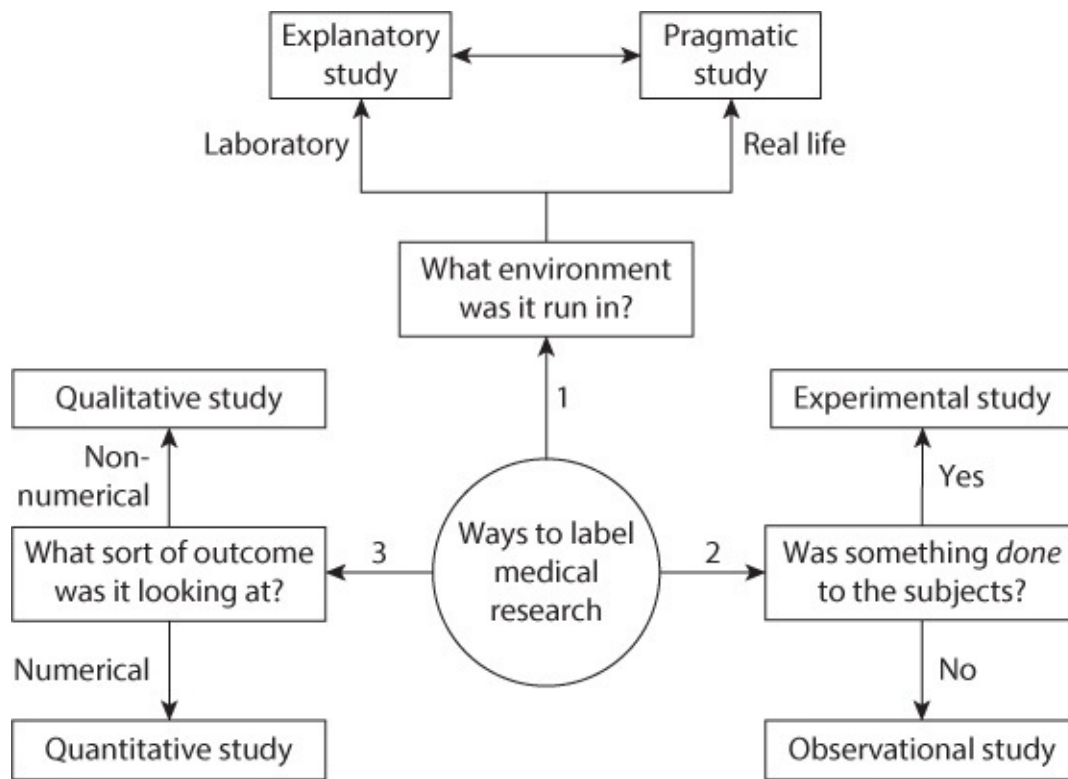 Explanatory
study
Pragmatic
study
Laboratory
Real life
What environment
was it run in?
1
Qualitative study
Experimental study
Non-
numerical
Yes
What sort of outcome
was it looking at?
3
Ways to label
medical
research
2
Was something done
to the subjects?
Numerical
No
Quantitative study
Observational study